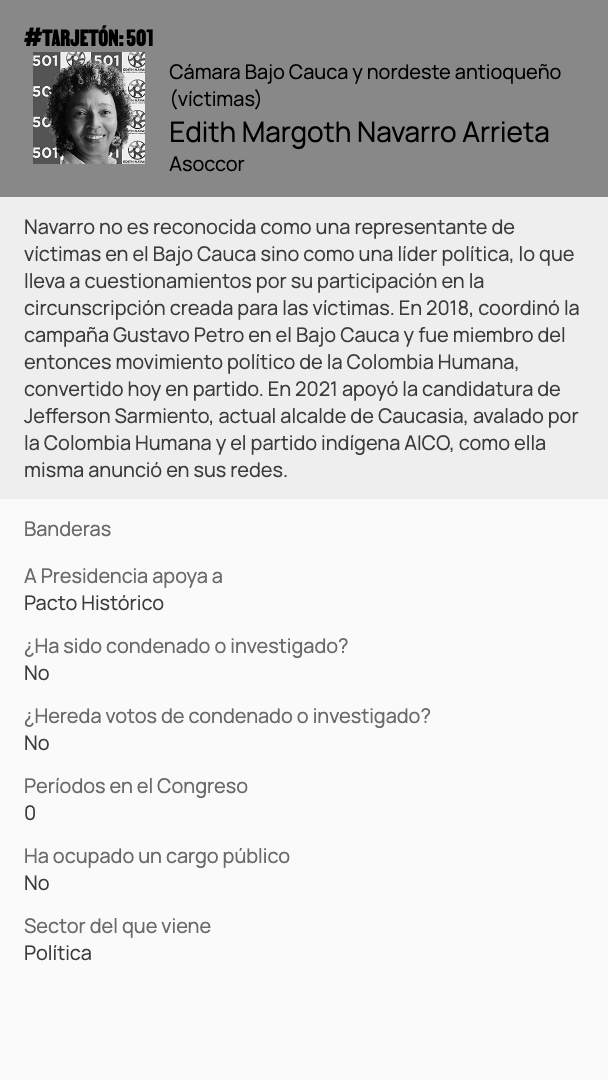 #TARJETÓN: 501
501 501
Cámara Bajo Cauca y nordeste antioqueño
(víctimas)
Edith Margoth Navarro Arrieta
Asoccor
Navarro no es reconocida como una representante de
víctimas en el Bajo Cauca sino como una líder política, lo que
lleva a cuestionamientos por su participación en la
circunscripción creada para las víctimas. En 2018, coordinó la
campaña Gustavo Petro en el Bajo Cauca y fue miembro del
entonces movimiento político de la Colombia Humana,
convertido hoy en partido. En 2021 apoyó la candidatura de
Jefferson Sarmiento, actual alcalde de Caucasia, avalado por
la Colombia Humana y el partido indígena AICO, como ella
misma anunció en sus redes.
Banderas
A Presidencia apoya a
Pacto Histórico
¿Ha sido condenado o investigado?
No
¿Hereda votos de condenado o investigado?
No
Períodos en el Congreso
0
Ha ocupado un cargo público
No
Sector del que viene
Política